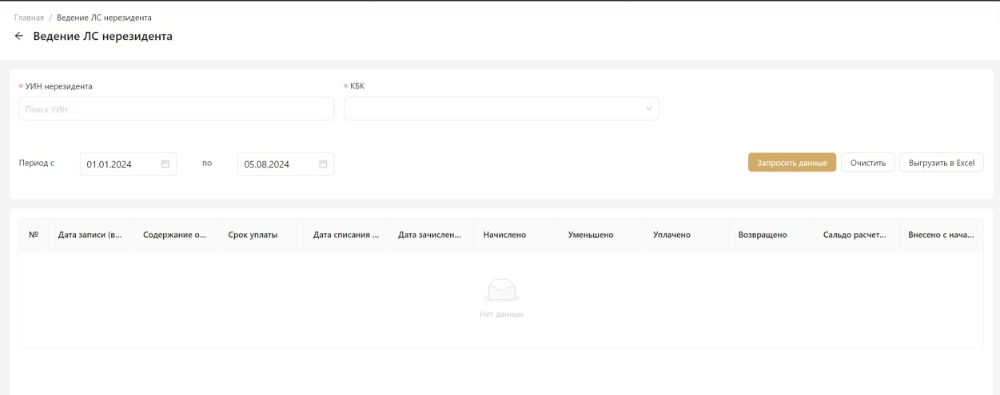 Главная / Ведение ЛС нерезидента
← Ведение ЛС нерезидента
* УИН нерезидента * КБК
Поиск УИН...
Период с 01.01.2024 по 05.08.2024 Запросить данные Очистить Выгрузить в Excel
№ Дата записи (в... Содержание о... Срок уплаты Дата списания ... Дата зачислен... Начислено Уменьшено Уплачено Возвращено Сальдо расчет... Внесено с нача...
Нет данных